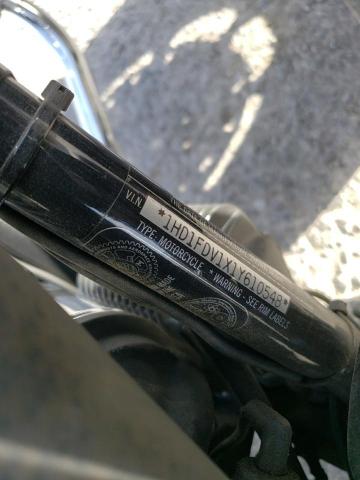 V.I.N.
*1HD1FDV1X1Y610548*
TYPE- MOTORCYCLE * WARNING - SEE RIM LABELS